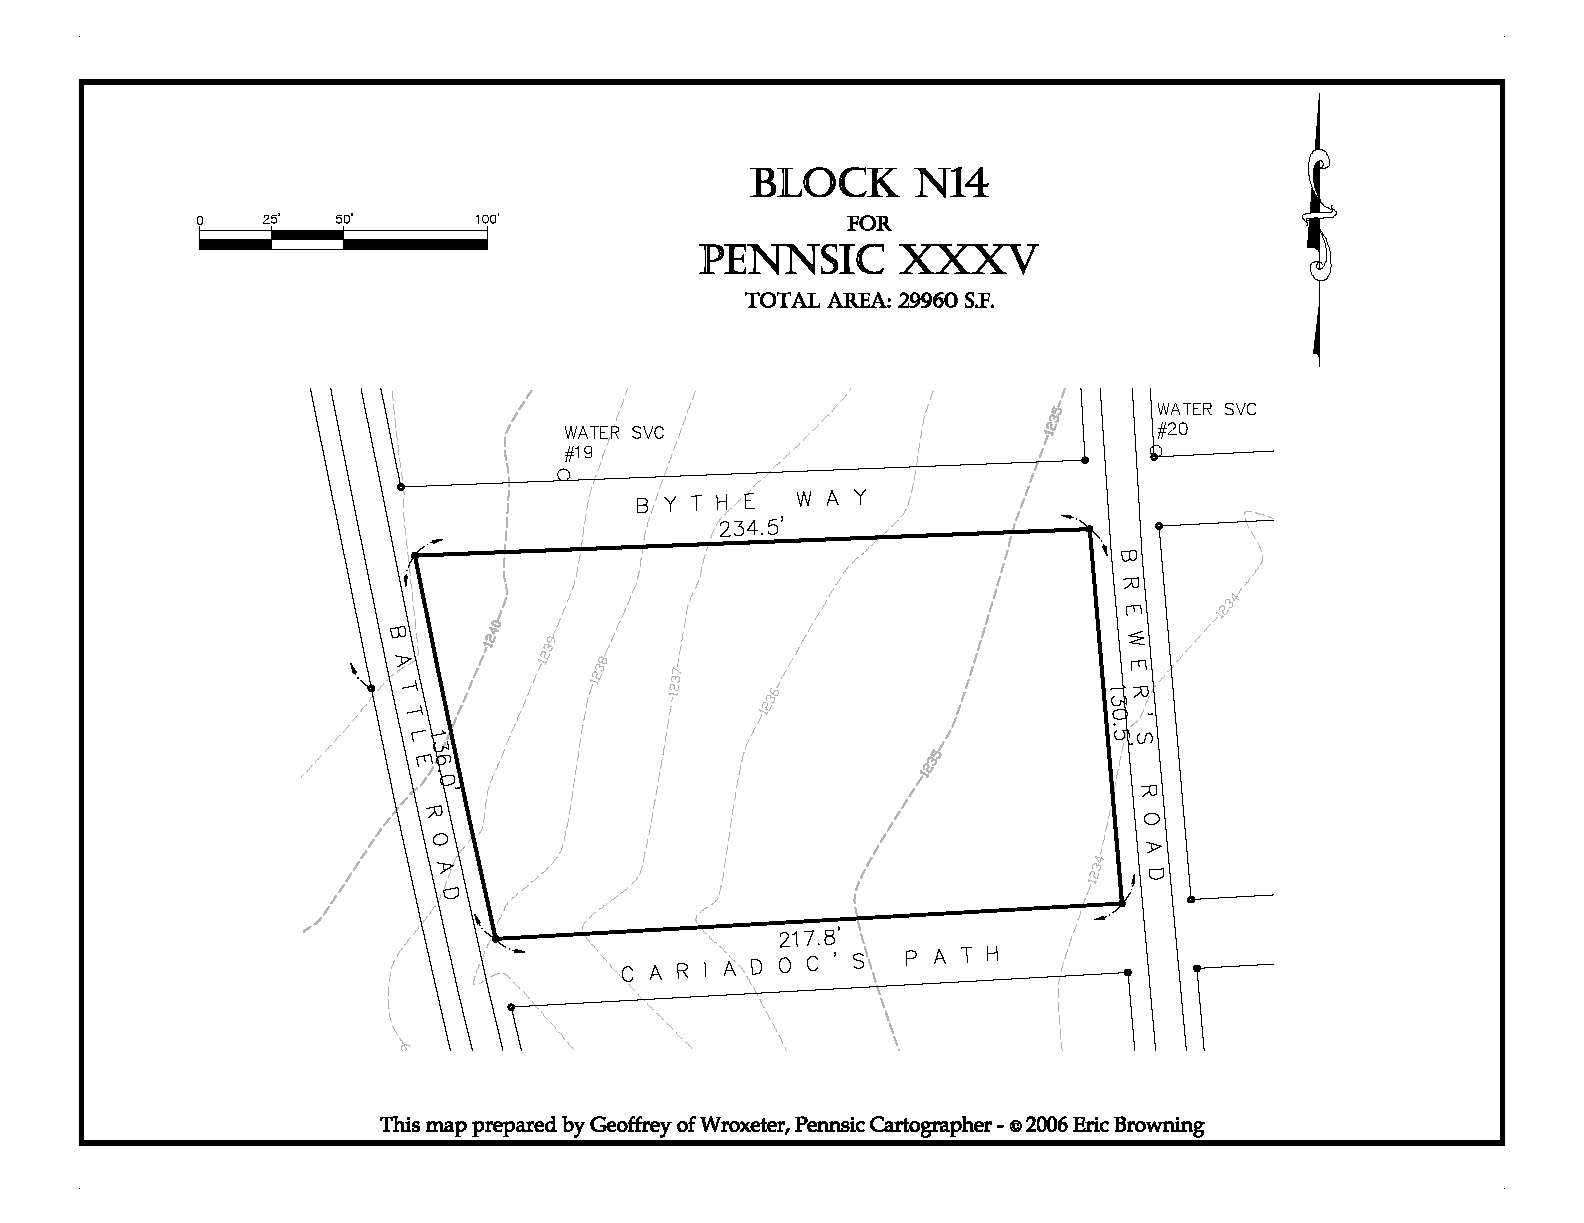 BLOCK N14
FOR
PENNSIC XXXV
TOTAL AREA: 29960 S.F.
0 25' 50' 100'
WATER SVC
#19
WATER SVC
#20
1235
BYTHE WAY
234.5'
BATTLE ROAD
136.0'
1240
1239
1238
1237
1236
1235
1234
1234
BREWER'S ROAD
130.5'
217.8'
CARIADOC'S PATH
This map prepared by Geoffrey of Wroxeter, Pennsic Cartographer - © 2006 Eric Browning